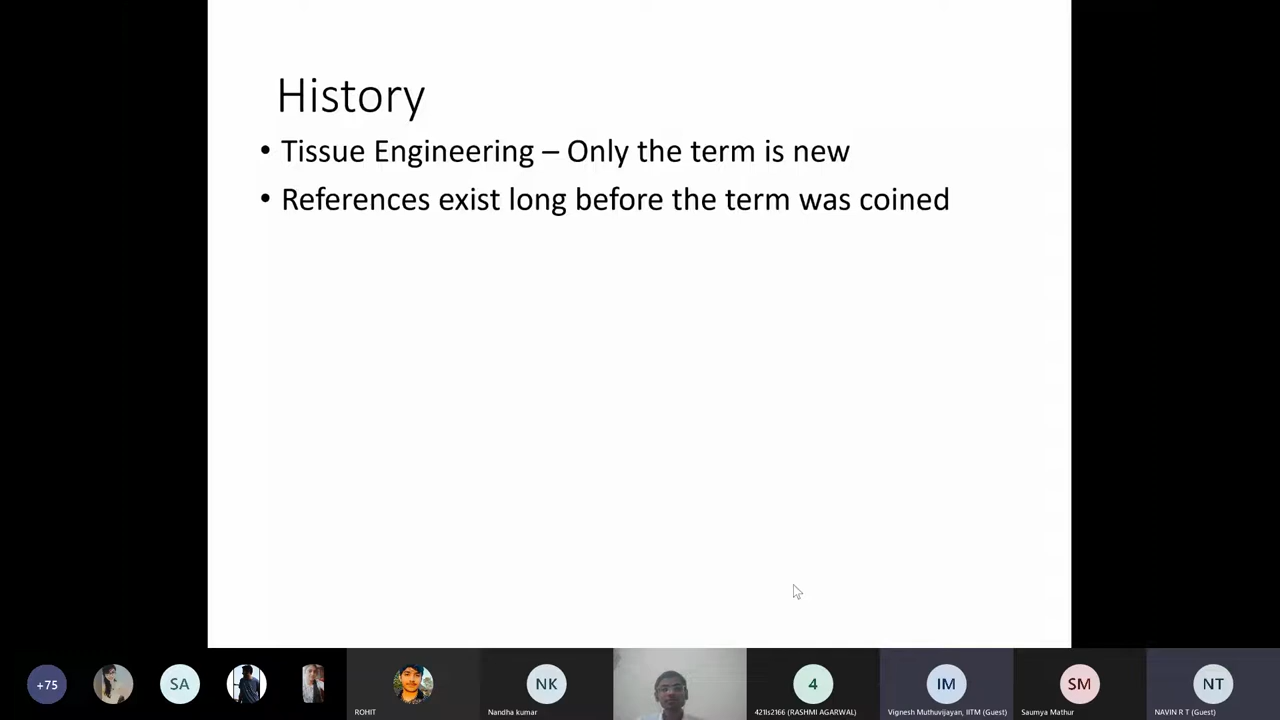 History
• Tissue Engineering – Only the term is new
• References exist long before the term was coined
+75
SA
NK
4
IM
SM
NT
ROHIT
Nandha kumar
421ls2166 (RASHMI AGARWAL)
Vignesh Muthuvijayan, IITM (Guest)
Saumya Mathur
NAVIN R T (Guest)